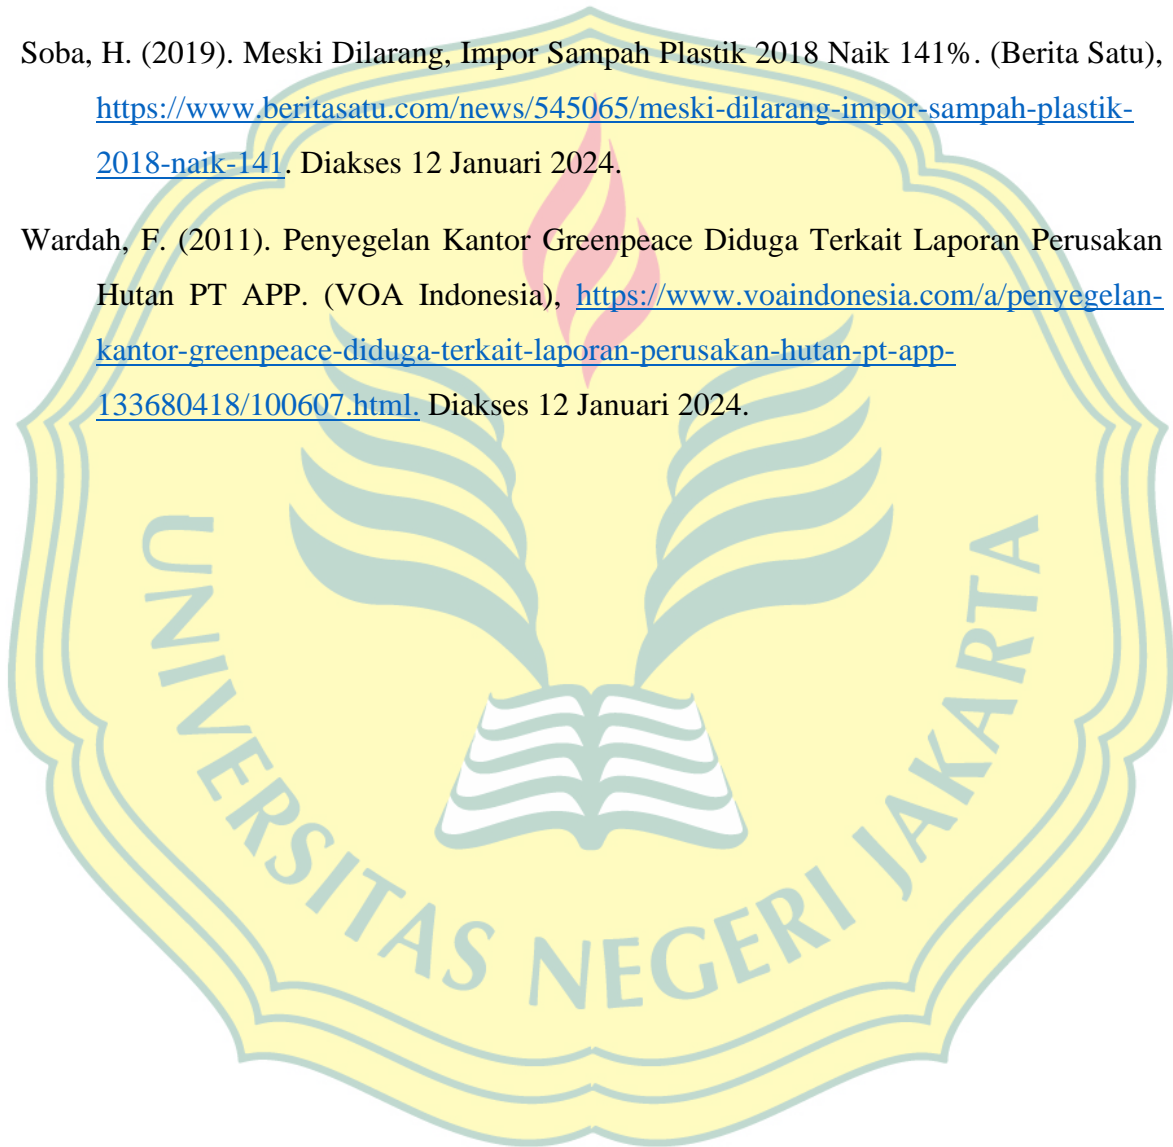 Soba, H. (2019). Meski Dilarang, Impor Sampah Plastik 2018 Naik 141%. (Berita Satu),
https://www.beritasatu.com/news/545065/meski-dilarang-impor-sampah-plastik-
2018-naik-141. Diakses 12 Januari 2024.
Wardah, F. (2011). Penyegelan Kantor Greenpeace Diduga Terkait Laporan Perusakan
Hutan PT APP. (VOA Indonesia), https://www.voaindonesia.com/a/penyegelan-
kantor-greenpeace-diduga-terkait-laporan-perusakan-hutan-pt-app-
133680418/100607.html. Diakses 12 Januari 2024.
UNIVERSITAS NEGERI JAKARTA